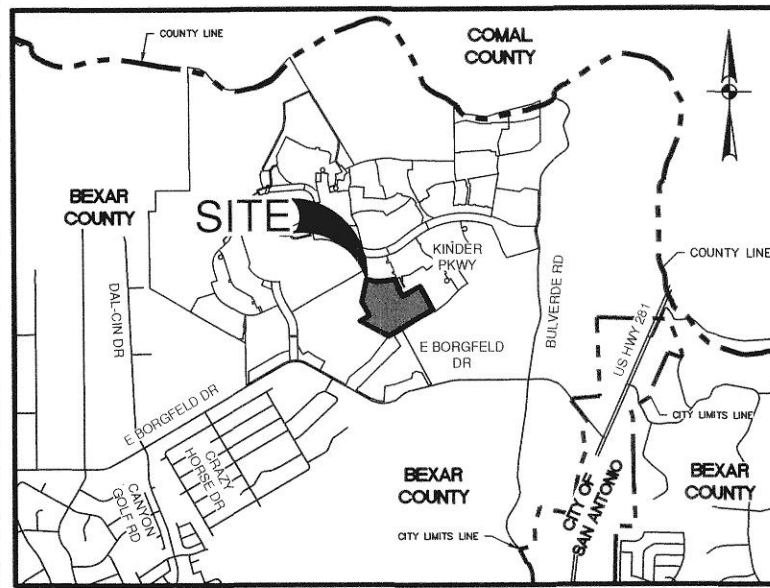 COUNTY LINE
COMAL
COUNTY
BEXAR
COUNTY
SITE
KINDER
PKWY
COUNTY LINE
DAL-CIN DR
BULVERDE RD
US HWY 281
E BORGFELD
DR
E BORGFELD DR
CITY LIMITS LINE
CRAZY
HORSE DR
CANYON
GOLF RD
BEXAR
COUNTY
BEXAR
COUNTY
CITY OF
SAN ANTONIO
CITY LIMITS LINE